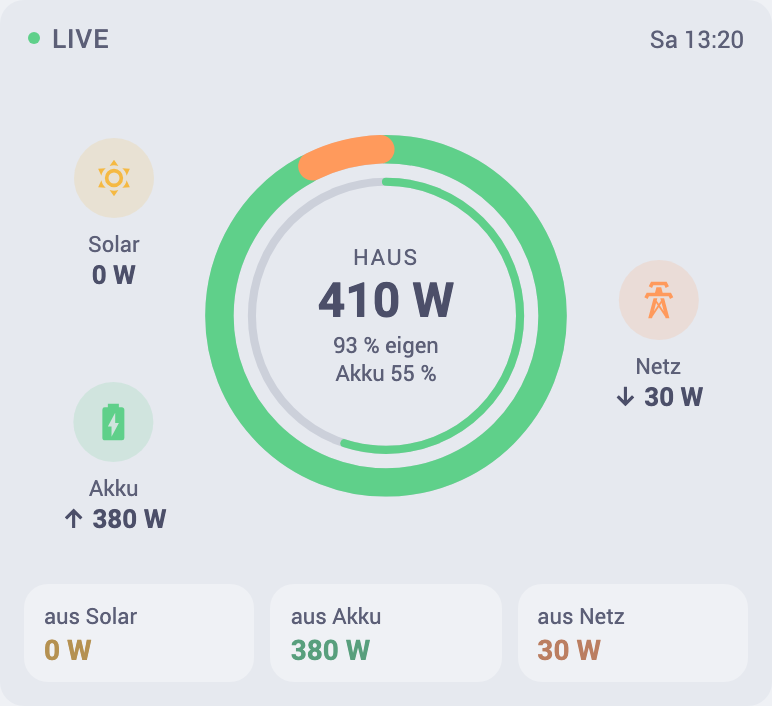 LIVE
Sa 13:20
Solar
0 W
HAUS
410 W
93 % eigen
Akku 55 %
Netz
↓ 30 W
Akku
↑ 380 W
aus Solar
0 W
aus Akku
380 W
aus Netz
30 W